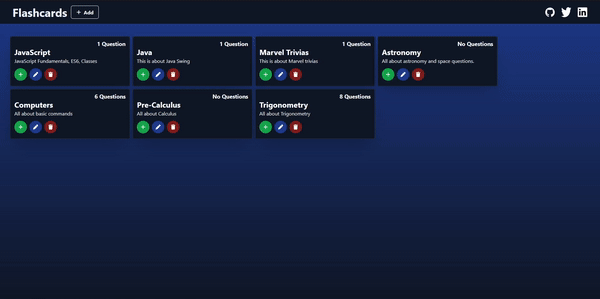 Flashcards
+ Add
1 Question
JavaScript
JavaScript Fundamentals, ES6, Classes
1 Question
Java
This is about Java Swing
1 Question
Marvel Trivias
This is about Marvel trivias
No Questions
Astronomy
All about astronomy and space questions.
6 Questions
Computers
All about basic commands
No Questions
Pre-Calculus
All about Calculus
8 Questions
Trigonometry
All about Trigonometry